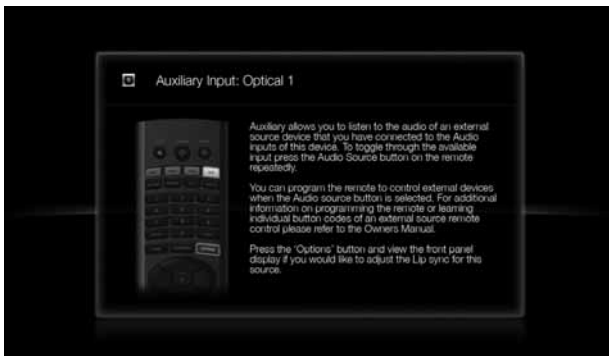 Auxiliary Input: Optical 1
Auxiliary allows you to listen to the audio of an external
source device that you have connected to the Audio
inputs of this device. To toggle through the available
input press the Audio Source button on the remote
repeatedly.
You can program the remote to control external devices
when the Audio source button is selected. For additional
information on programming the remote or learning
individual button codes of an external source remote
control please refer to the Owners Manual.
Press the 'Options' button and view the front panel
display if you would like to adjust the Lip sync for this
source.